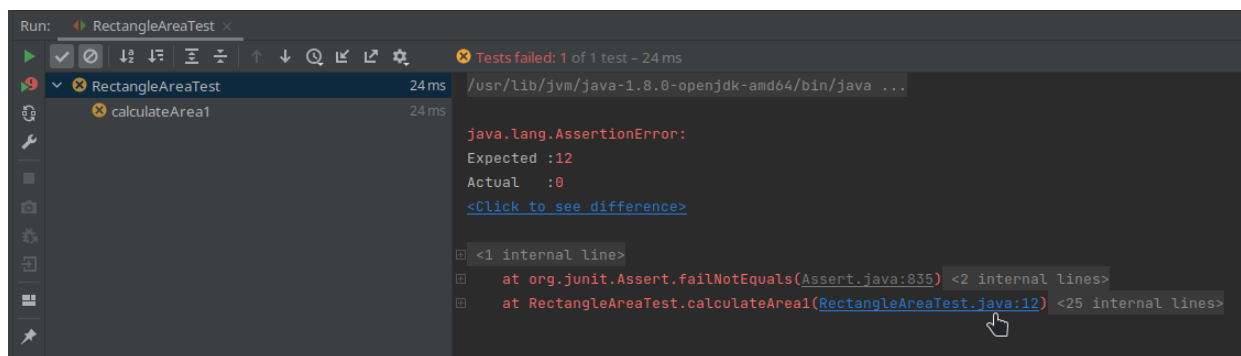 Run: RectangleAreaTest ×
Tests failed: 1 of 1 test – 24 ms
RectangleAreaTest 24 ms
calculateArea1 24 ms
/usr/lib/jvm/java-1.8.0-openjdk-amd64/bin/java ...
java.lang.AssertionError:
Expected :12
Actual :0
<Click to see difference>
<1 internal line>
at org.junit.Assert.failNotEquals(Assert.java:835) <2 internal lines>
at RectangleAreaTest.calculateArea1(RectangleAreaTest.java:12) <25 internal lines>